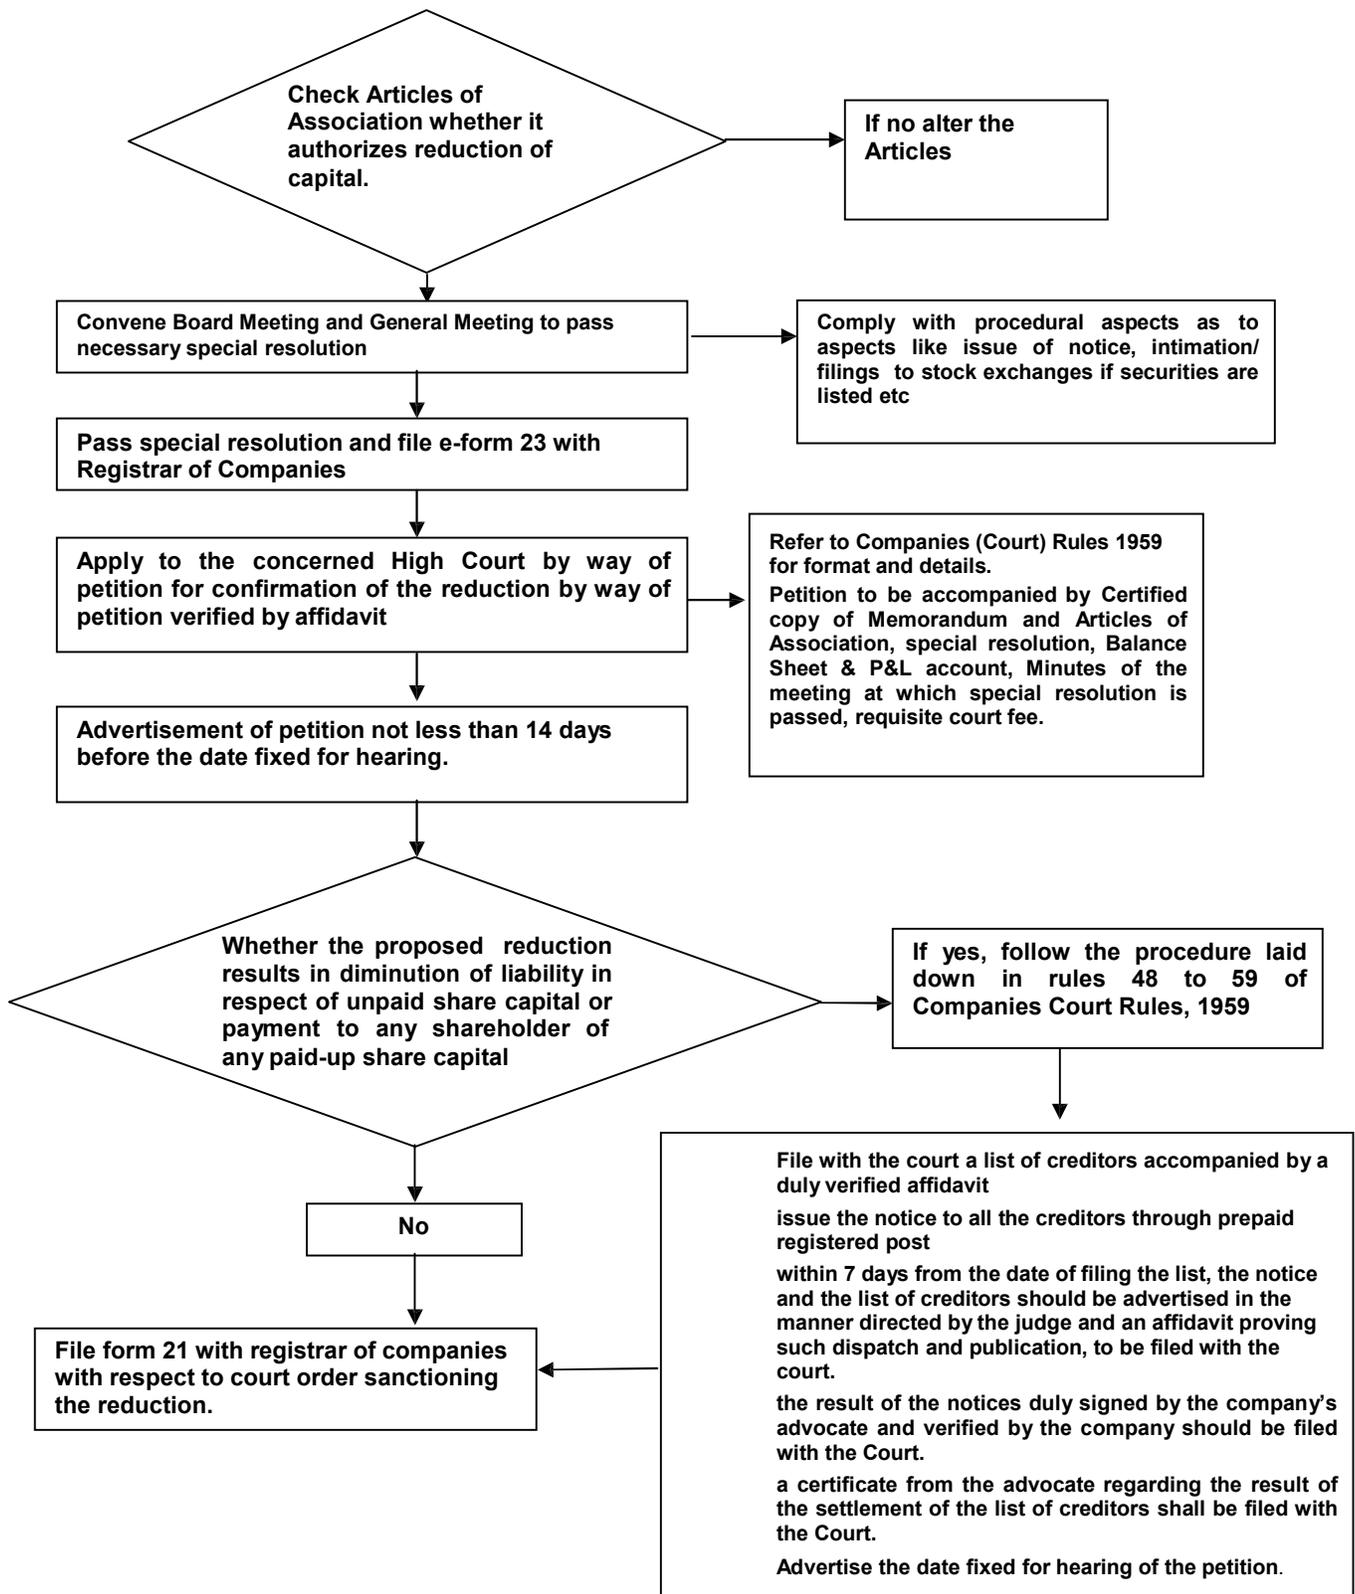 Check Articles of
Association whether it
authorizes reduction of
capital.
If no alter the
Articles
Convene Board Meeting and General Meeting to pass
necessary special resolution
Comply with procedural aspects as to
aspects like issue of notice, intimation/
filings to stock exchanges if securities are
listed etc
Pass special resolution and file e-form 23 with
Registrar of Companies
Apply to the concerned High Court by way of
petition for confirmation of the reduction by way of
petition verified by affidavit
Refer to Companies (Court) Rules 1959
for format and details.
Petition to be accompanied by Certified
copy of Memorandum and Articles of
Association, special resolution, Balance
Sheet & P&L account, Minutes of the
meeting at which special resolution is
passed, requisite court fee.
Advertisement of petition not less than 14 days
before the date fixed for hearing.
Whether the proposed reduction
results in diminution of liability in
respect of unpaid share capital or
payment to any shareholder of
any paid-up share capital
If yes, follow the procedure laid
down in rules 48 to 59 of
Companies Court Rules, 1959
No
File form 21 with registrar of companies
with respect to court order sanctioning
the reduction.
File with the court a list of creditors accompanied by a
duly verified affidavit
issue the notice to all the creditors through prepaid
registered post
within 7 days from the date of filing the list, the notice
and the list of creditors should be advertised in the
manner directed by the judge and an affidavit proving
such dispatch and publication, to be filed with the
court.
the result of the notices duly signed by the company's
advocate and verified by the company should be filed
with the Court.
a certificate from the advocate regarding the result of
the settlement of the list of creditors shall be filed with
the Court.
Advertise the date fixed for hearing of the petition.